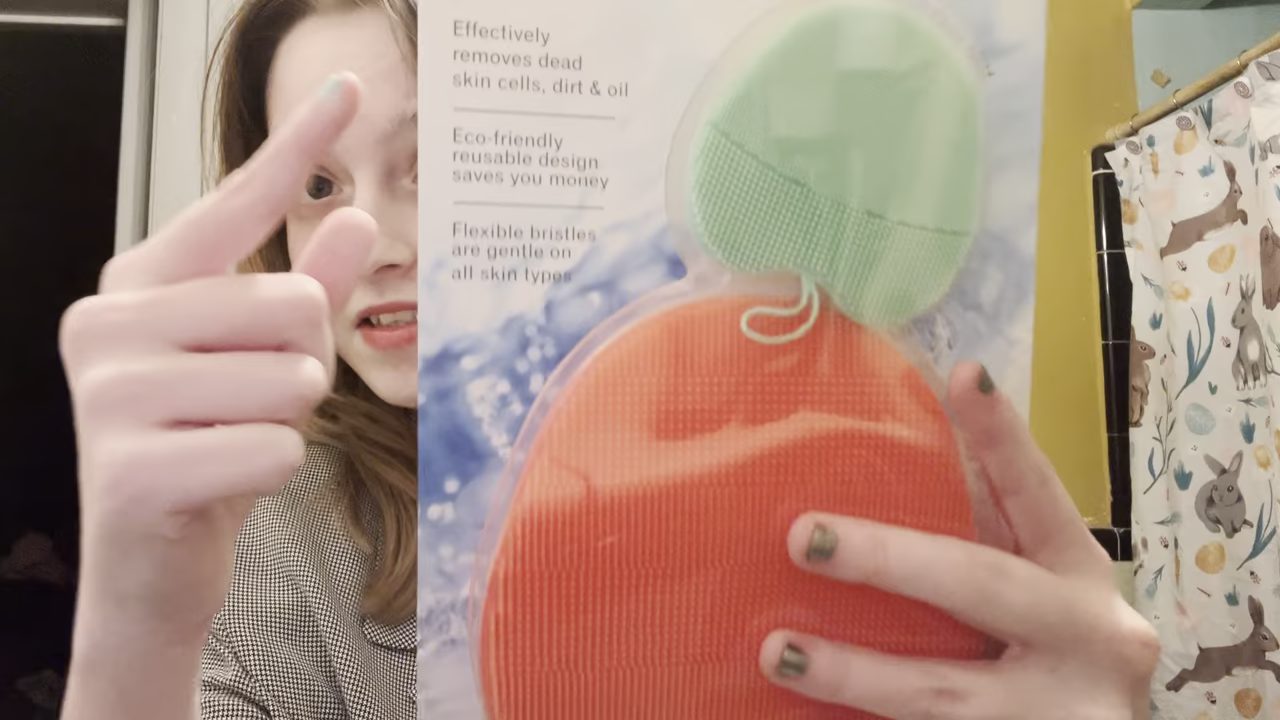 Effectively
removes dead
skin cells, dirt & oil
Eco-friendly
reusable design
saves you money
Flexible bristles
are gentle on
all skin types